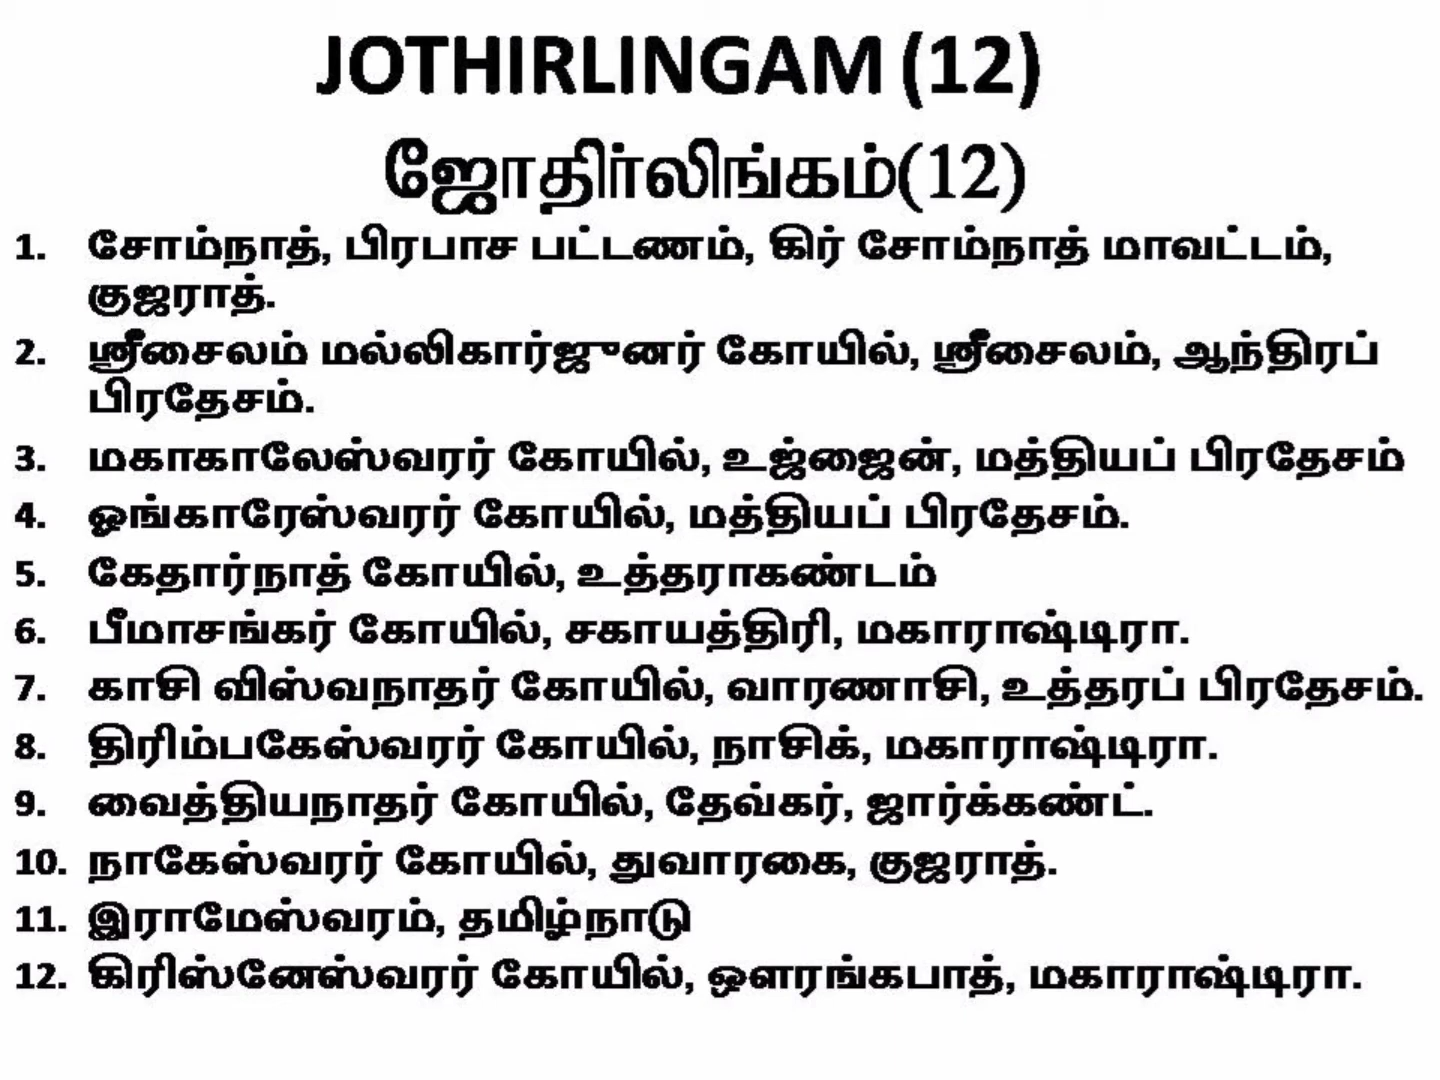 JOTHIRLINGAM (12)
ஜோதிர்லிங்கம்(12)
1. சோம்நாத், பிரபாச பட்டணம், கிர் சோம்நாத் மாவட்டம்,
குஜராத்.
2. ஸ்ரீசைலம் மல்லிகார்ஜுனர் கோயில், ஸ்ரீசைலம், ஆந்திரப்
பிரதேசம்.
3. மகாகாலேஸ்வரர் கோயில், உஜ்ஜைன், மத்தியப் பிரதேசம்
4. ஓங்காரேஸ்வரர் கோயில், மத்தியப் பிரதேசம்.
5. கேதார்நாத் கோயில், உத்தராகண்டம்
6. பீமாசங்கர் கோயில், சகாயத்திரி, மகாராஷ்டிரா.
7. காசி விஸ்வநாதர் கோயில், வாரணாசி, உத்தரப் பிரதேசம்.
8. திரிம்பகேஸ்வரர் கோயில், நாசிக், மகாராஷ்டிரா.
9. வைத்தியநாதர் கோயில், தேவ்கர், ஜார்க்கண்ட்.
10. நாகேஸ்வரர் கோயில், துவாரகை, குஜராத்.
11. இராமேஸ்வரம், தமிழ்நாடு
12. கிரிஸ்னேஸ்வரர் கோயில், ஔரங்கபாத், மகாராஷ்டிரா.